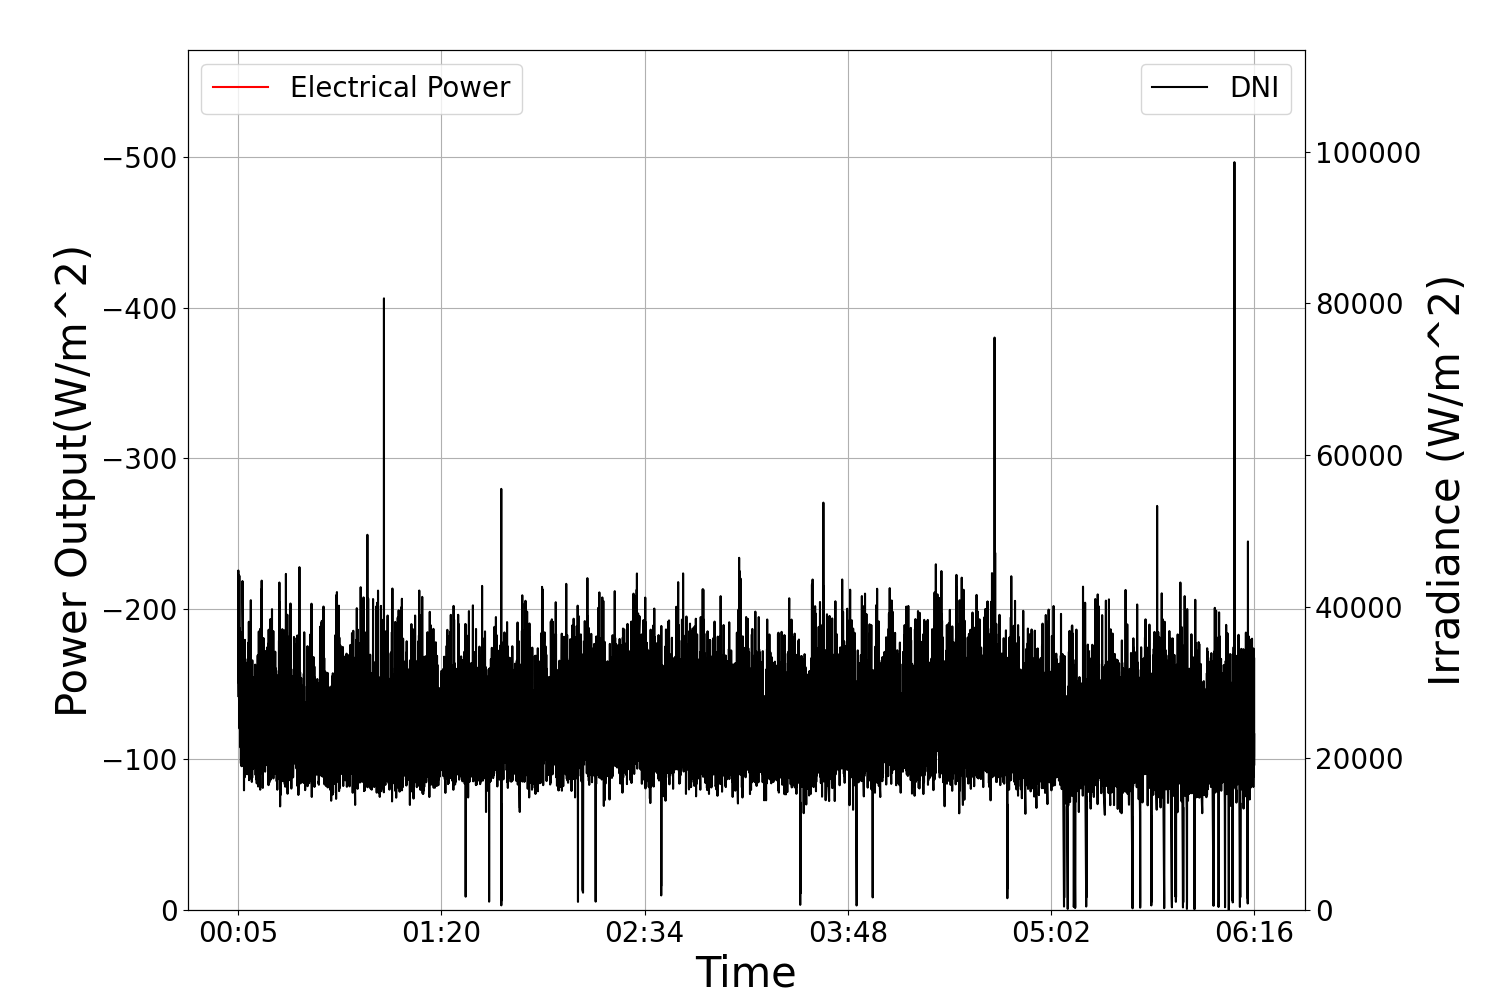 Electrical Power
DNI
Power Output(W/m^2)
−500
−400
−300
−200
−100
0
100000
80000
60000
40000
20000
0
Irradiance (W/m^2)
00:05 01:20 02:34 03:48 05:02 06:16
Time